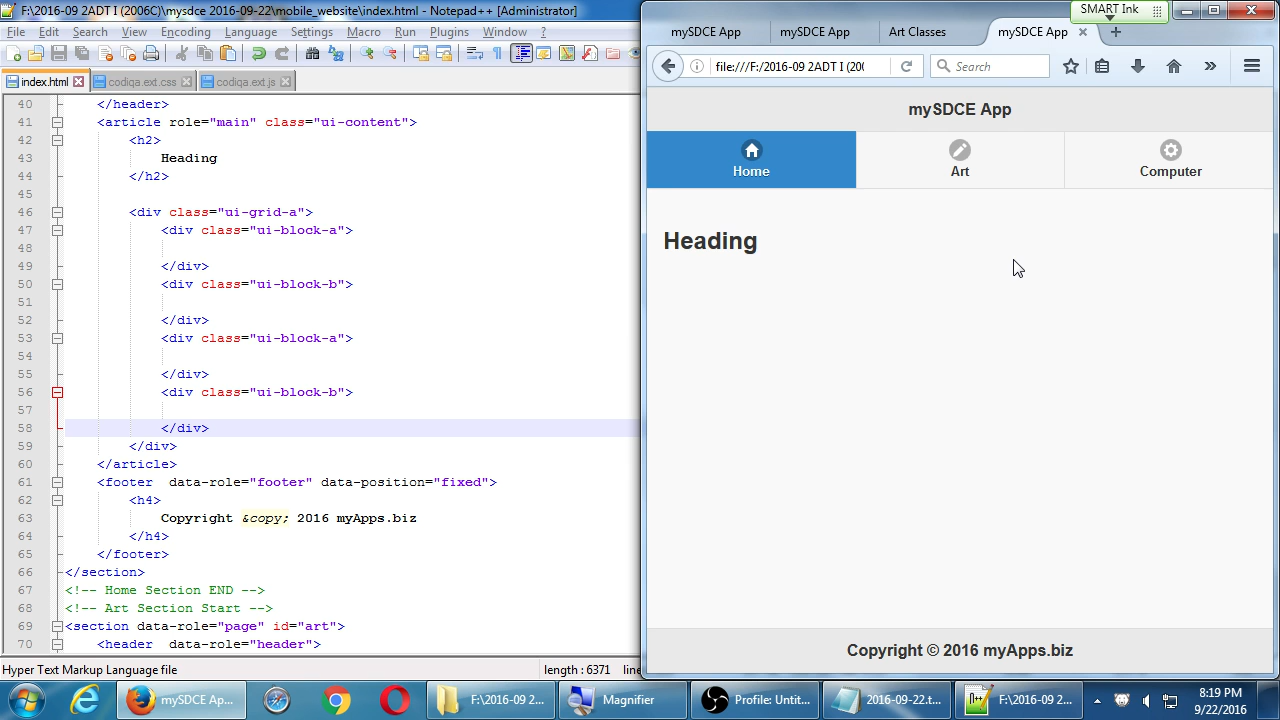 F:\2016-09 2ADT I (2006C)\mysdce 2016-09-22\mobile_website\index.html - Notepad++ [Administrator]
File Edit Search View Encoding Language Settings Macro Run Plugins Window ?
index.html codiqa.ext.css codiqa.ext.js
40 </header>
41 <article role="main" class="ui-content">
42 <h2>
43 Heading
44 </h2>
45
46 <div class="ui-grid-a">
47 <div class="ui-block-a">
48
49 </div>
50 <div class="ui-block-b">
51
52 </div>
53 <div class="ui-block-a">
54
55 </div>
56 <div class="ui-block-b">
57
58 </div>
59 </div>
60 </article>
61 <footer  data-role="footer" data-position="fixed">
62 <h4>
63 Copyright &copy; 2016 myApps.biz
64 </h4>
65 </footer>
66 </section>
67 <!-- Home Section END -->
68 <!-- Art Section Start -->
69 <section data-role="page" id="art">
70 <header  data-role="header">
Hyper Text Markup Language file length : 6371 line
SMART Ink
mySDCE App mySDCE App Art Classes mySDCE App
file:///F:/2016-09 2ADT I (200 Search
mySDCE App
Home Art Computer
Heading
Copyright © 2016 myApps.biz
mySDCE Ap... F:\2016-09 2... Magnifier Profile: Untit... 2016-09-22.t... F:\2016-09 2... 8:19 PM
9/22/2016